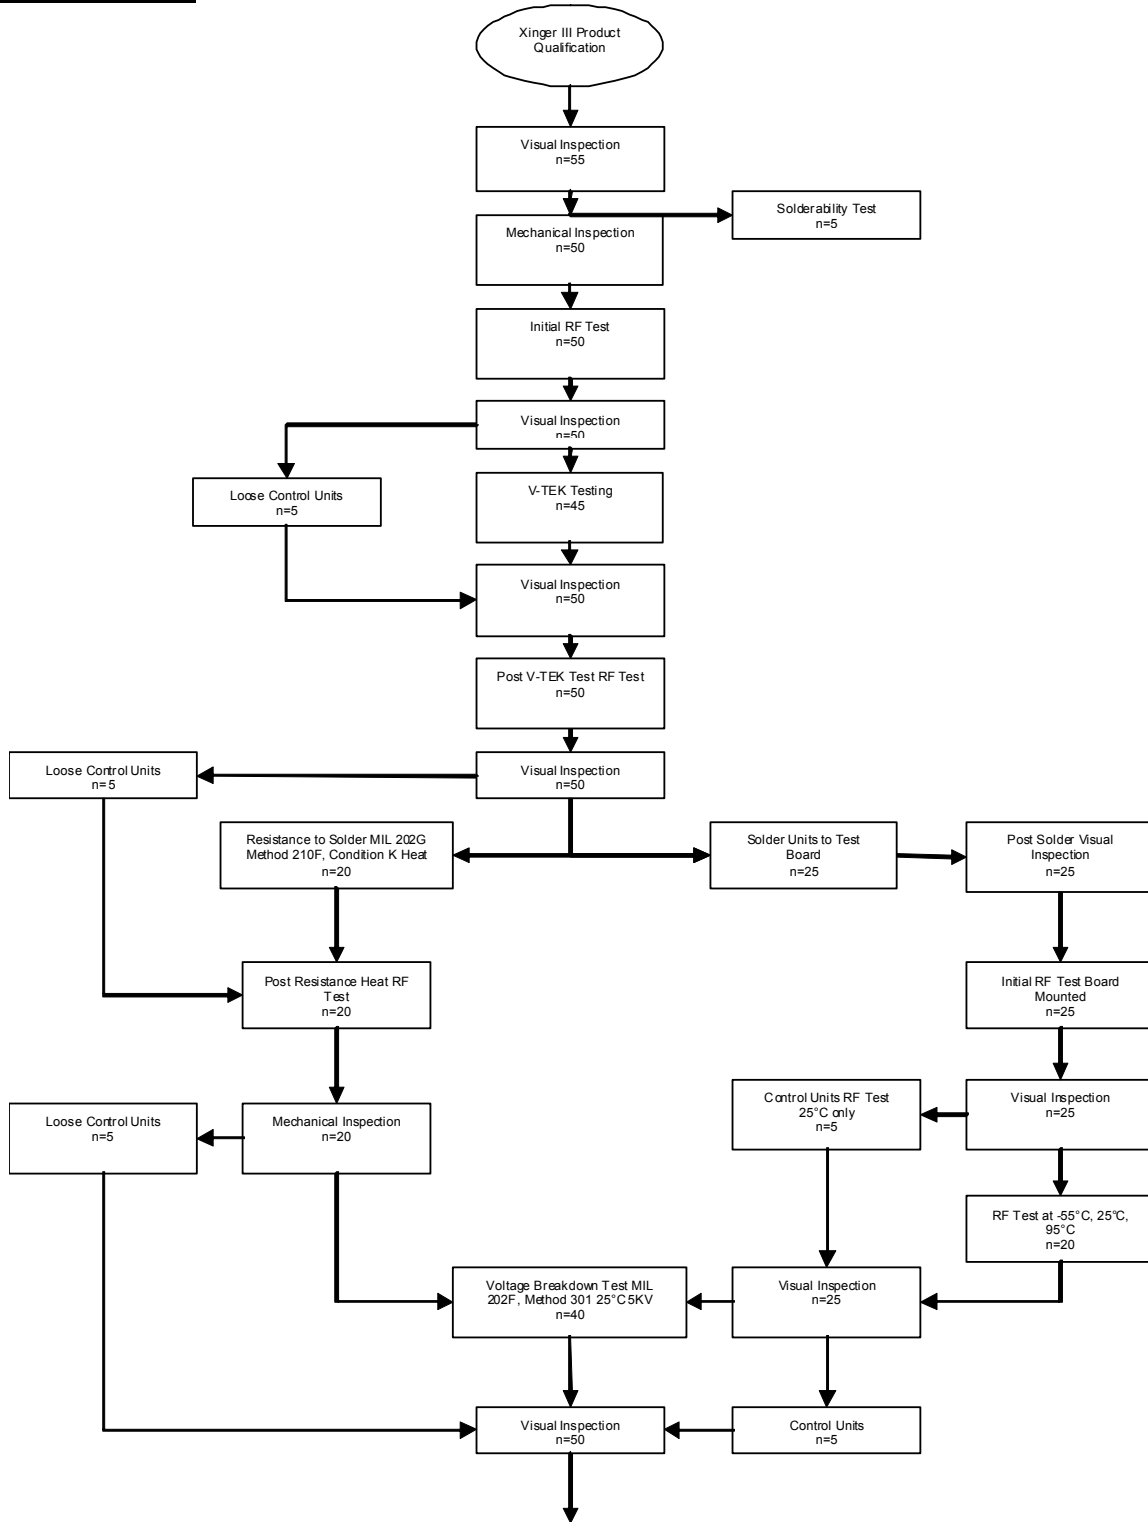 Xinger III Product
Qualification
Visual Inspection
n=55
Solderability Test
n=5
Mechanical Inspection
n=50
Initial RF Test
n=50
Visual Inspection
n=50
Loose Control Units
n=5
V-TEK Testing
n=45
Visual Inspection
n=50
Post V-TEK Test RF Test
n=50
Loose Control Units
n=5
Visual Inspection
n=50
Resistance to Solder MIL 202G
Method 210F, Condition K Heat
n=20
Solder Units to Test
Board
n=25
Post Solder Visual
Inspection
n=25
Post Resistance Heat RF
Test
n=20
Initial RF Test Board
Mounted
n=25
Loose Control Units
n=5
Mechanical Inspection
n=20
Control Units RF Test
25°C only
n=5
Visual Inspection
n=25
RF Test at -55°C, 25°C,
95°C
n=20
Voltage Breakdown Test MIL
202F, Method 301 25°C 5KV
n=40
Visual Inspection
n=25
Visual Inspection
n=50
Control Units
n=5